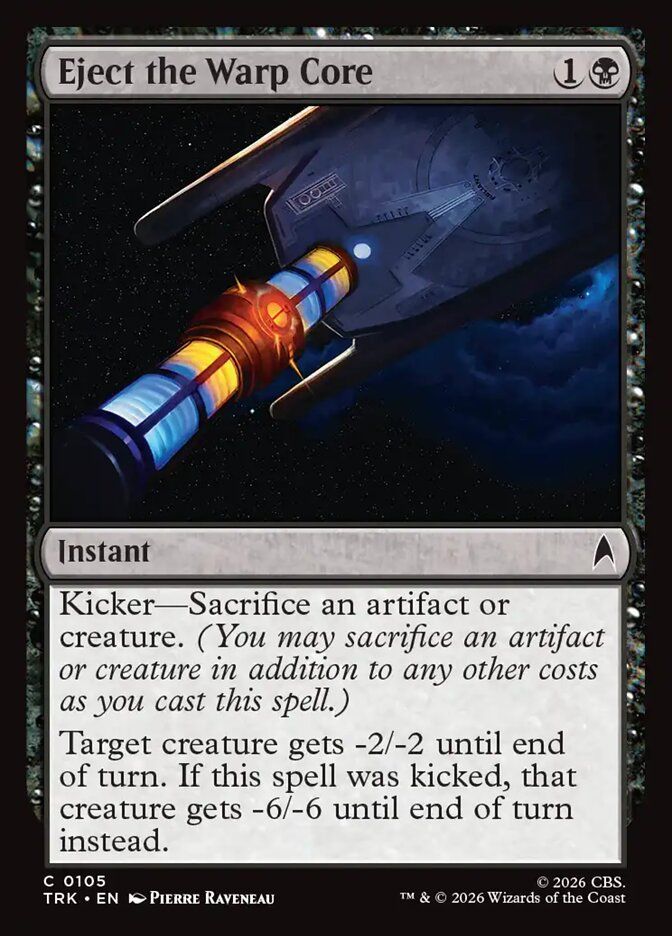 Eject the Warp Core
1
Instant
Kicker—Sacrifice an artifact or
creature. (You may sacrifice an artifact
or creature in addition to any other costs
as you cast this spell.)
Target creature gets -2/-2 until end
of turn. If this spell was kicked, that
creature gets -6/-6 until end of turn
instead.
C 0105
TRK • EN Pierre Raveneau
© 2026 CBS.
™ & © 2026 Wizards of the Coast